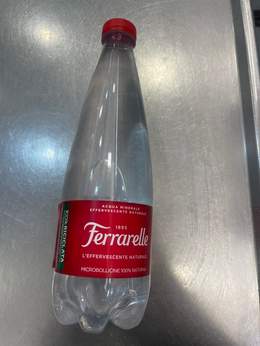 ACQUA MINERALE
EFFERVESCENTE NATURALE
1893
Ferrarelle
L'EFFERVESCENTE NATURALE
MICROBOLLICINE 100% NATURALI